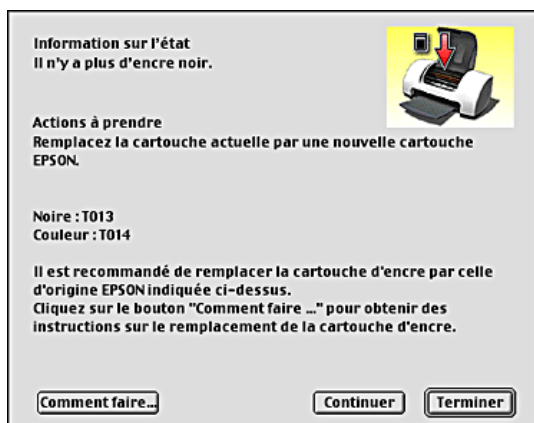 Information sur l'état
Il n'y a plus d'encre noir.
Actions à prendre
Remplacez la cartouche actuelle par une nouvelle cartouche
EPSON.
Noire : T013
Couleur : T014
Il est recommandé de remplacer la cartouche d'encre par celle
d'origine EPSON indiquée ci-dessus.
Cliquez sur le bouton "Comment faire ..." pour obtenir des
instructions sur le remplacement de la cartouche d'encre.
Comment faire...
Continuer
Terminer